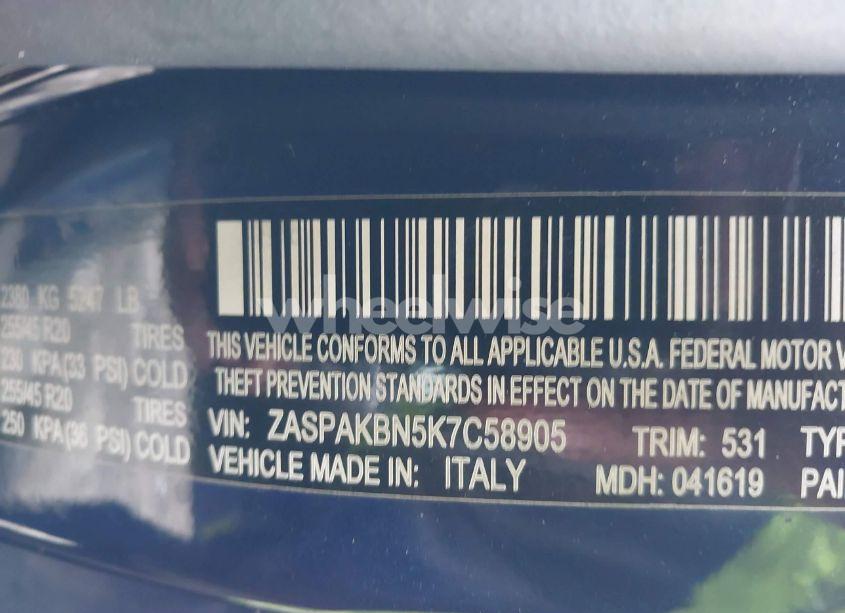 2380 KG 5247 LB
255/45 R20 TIRES
230 KPA(33 PSI) COLD
255/45 R20 TIRES
250 KPA(36 PSI) COLD
wheelwise
THIS VEHICLE CONFORMS TO ALL APPLICABLE U.S.A. FEDERAL MOTOR V
THEFT PREVENTION STANDARDS IN EFFECT ON THE DATE OF MANUFACT
VIN: ZASPAKBN5K7C58905 TRIM: 531 TYP
VEHICLE MADE IN: ITALY MDH: 041619 PAI